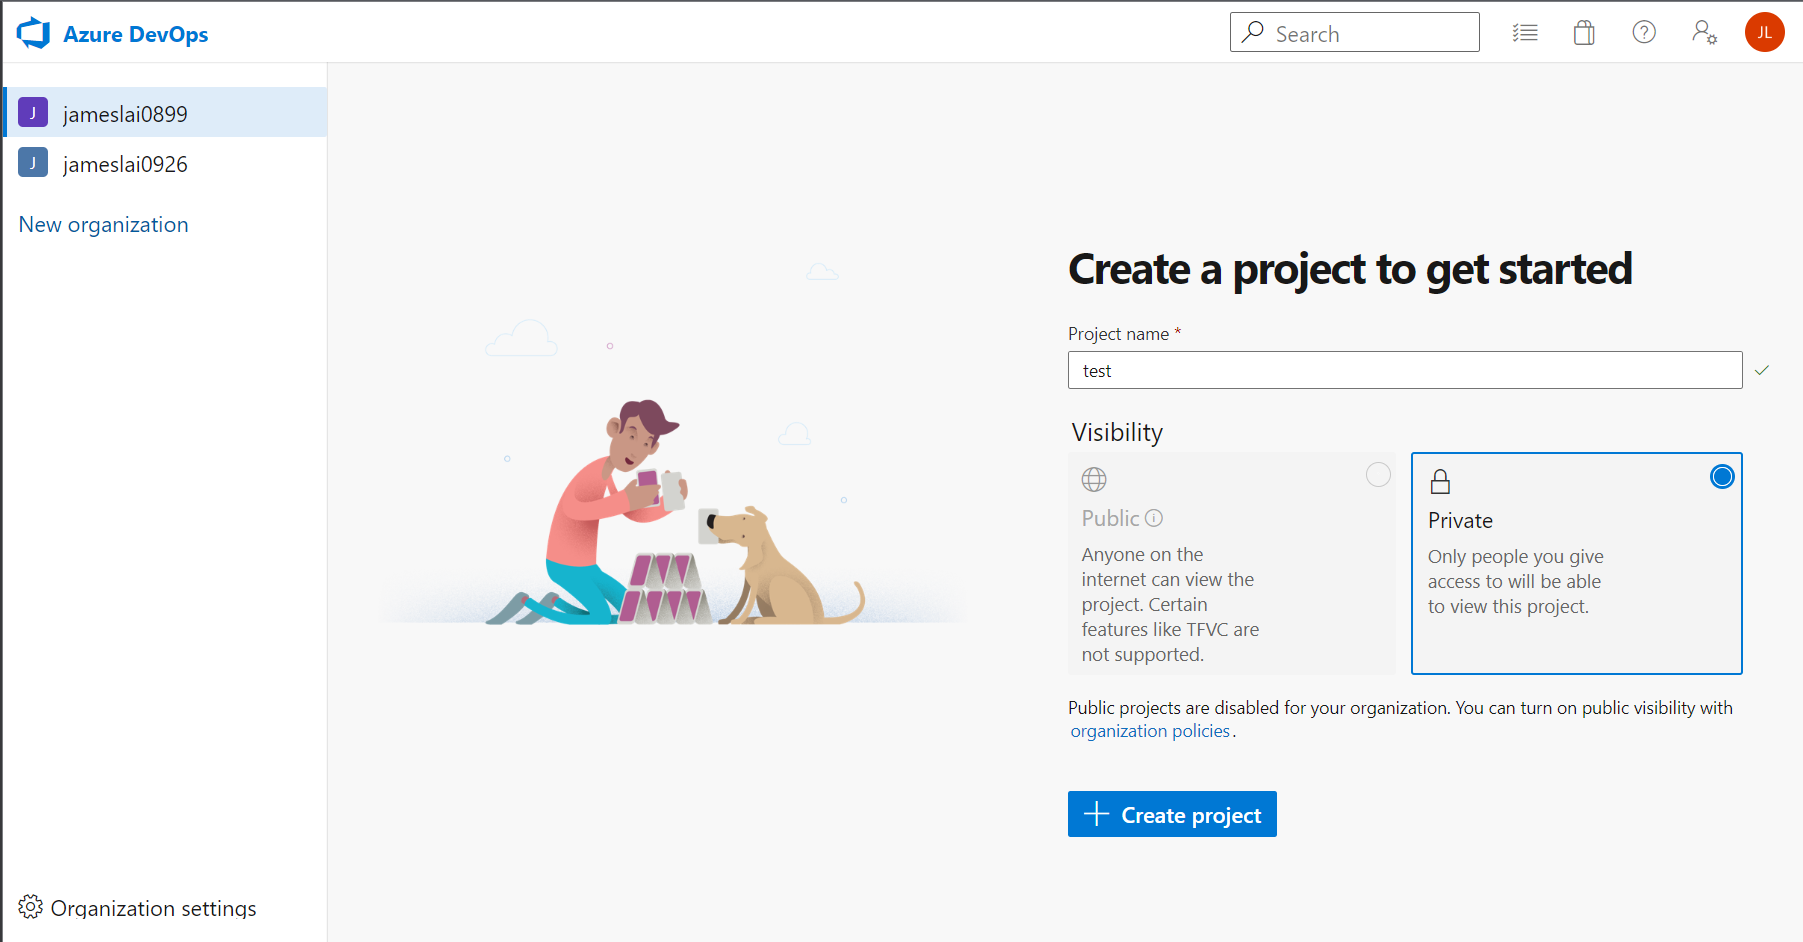 Azure DevOps
Search
JL
J jameslai0899
J jameslai0926
New organization
Create a project to get started
Project name *
test
Visibility
Public
Anyone on the
internet can view the
project. Certain
features like TFVC are
not supported.
Private
Only people you give
access to will be able
to view this project.
Public projects are disabled for your organization. You can turn on public visibility with
organization policies.
Create project
Organization settings